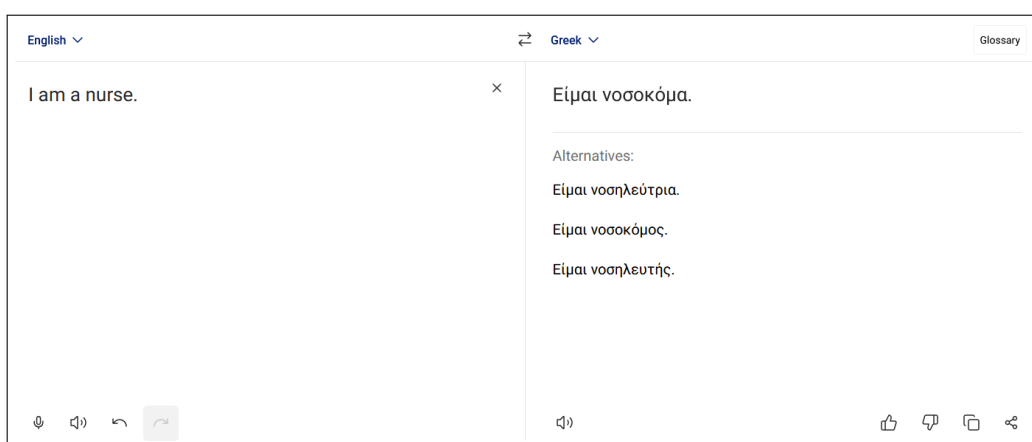 English
Greek
Glossary
I am a nurse.
Είμαι νοσοκόμα.
Alternatives:
Είμαι νοσηλεύτρια.
Είμαι νοσοκόμος.
Είμαι νοσηλευτής.